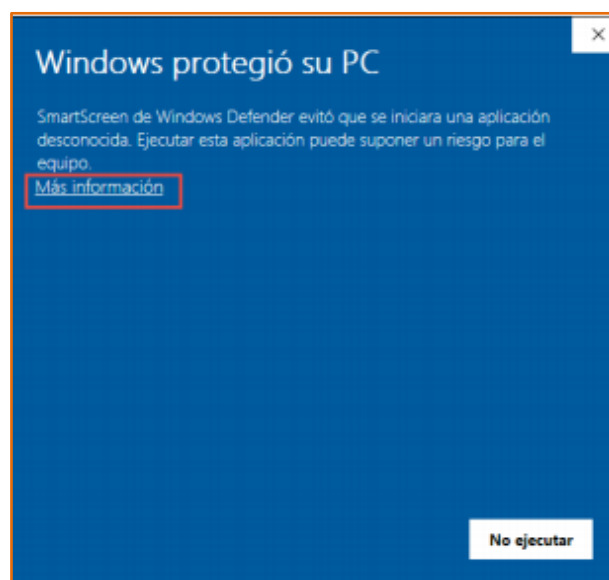 Windows protegió su PC
SmartScreen de Windows Defender evitó que se iniciara una aplicación
desconocida. Ejecutar esta aplicación puede suponer un riesgo para el
equipo.
Más información
No ejecutar